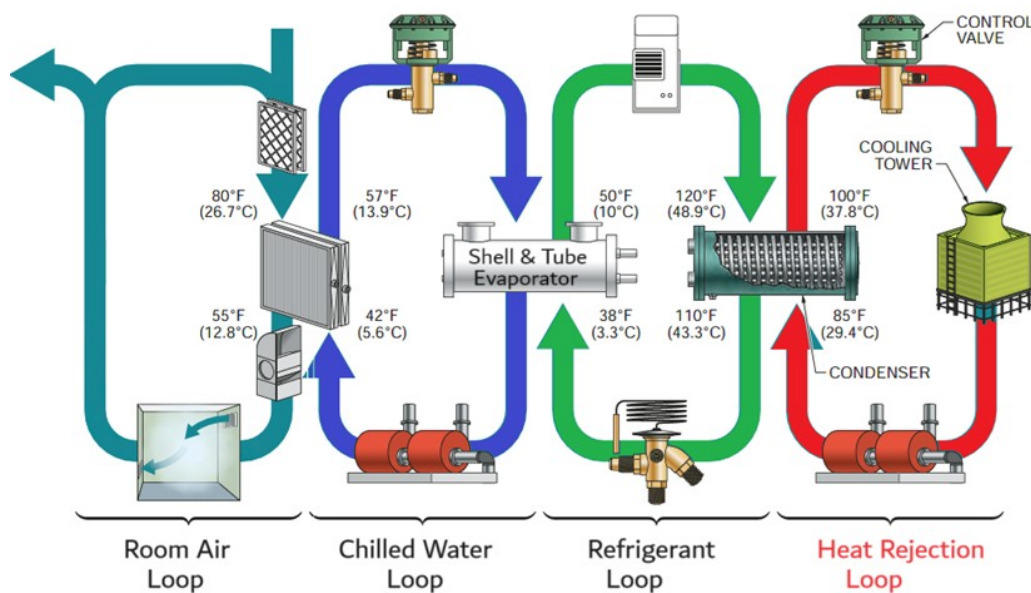 CONTROL
VALVE
COOLING
TOWER
80°F
(26.7°C)
57°F
(13.9°C)
50°F
(10°C)
120°F
(48.9°C)
100°F
(37.8°C)
Shell & Tube
Evaporator
55°F
(12.8°C)
42°F
(5.6°C)
38°F
(3.3°C)
110°F
(43.3°C)
85°F
(29.4°C)
CONDENSER
Room Air
Loop
Chilled Water
Loop
Refrigerant
Loop
Heat Rejection
Loop